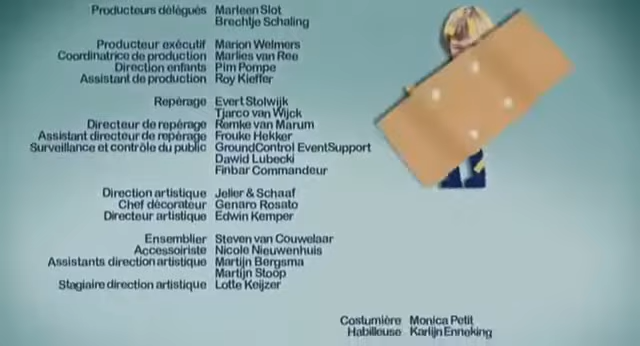 Producteurs délégués Marleen Slot
Brechtje Schaling
Producteur exécutif Marion Welmers
Coordinatrice de production Marlies van Ree
Direction enfants Pim Pompe
Assistant de production Roy Kieffer
Repérage Evert Stolwijk
Tjarco van Wijck
Directeur de repérage Remke van Marum
Assistant directeur de repérage Frouke Hekker
Surveillance et contrôle du public GroundControl EventSupport
Dawid Lubecki
Finbar Commandeur
Direction artistique Jelier & Schaaf
Chef décorateur Genaro Rosato
Directeur artistique Edwin Kemper
Ensemblier Steven van Couwelaar
Accessoiriste Nicole Nieuwenhuis
Assistants direction artistique Martijn Bergsma
Martijn Stoop
Stagiaire direction artistique Lotte Keijzer
Costumière Monica Petit
Habilleuse Karlijn Enneking